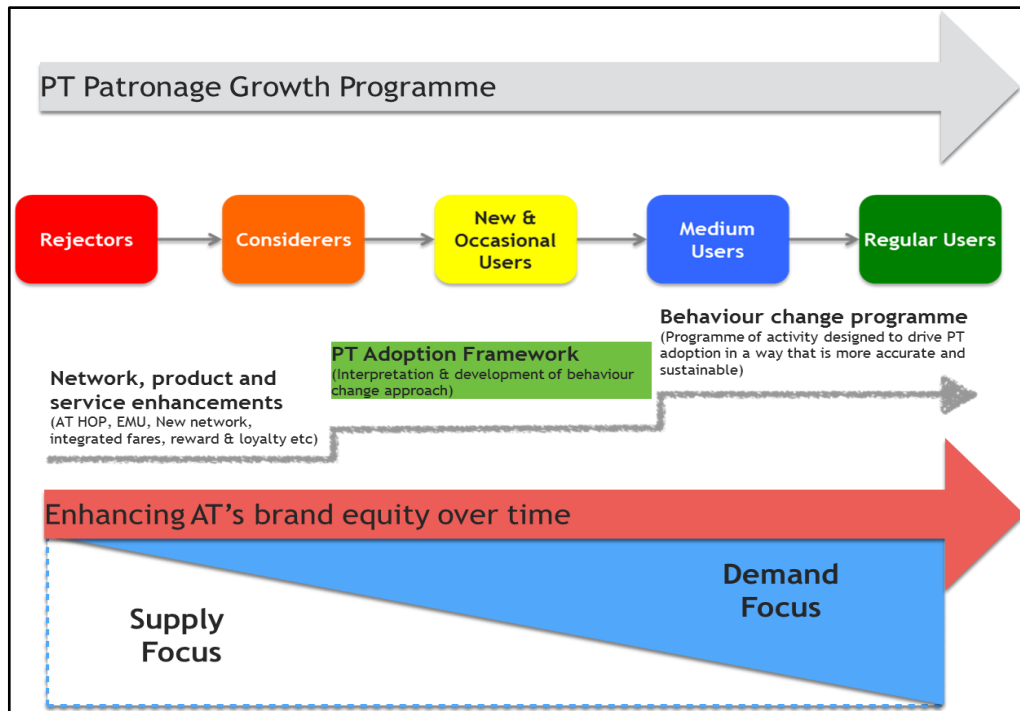 PT Patronage Growth Programme
Rejectors
Considerers
New &
Occasional
Users
Medium
Users
Regular Users
Network, product and
service enhancements
(AT HOP, EMU, New network,
integrated fares, reward & loyalty etc)
PT Adoption Framework
(Interpretation & development of behaviour
change approach)
Behaviour change programme
(Programme of activity designed to drive PT
adoption in a way that is more accurate and
sustainable)
Enhancing AT's brand equity over time
Supply
Focus
Demand
Focus